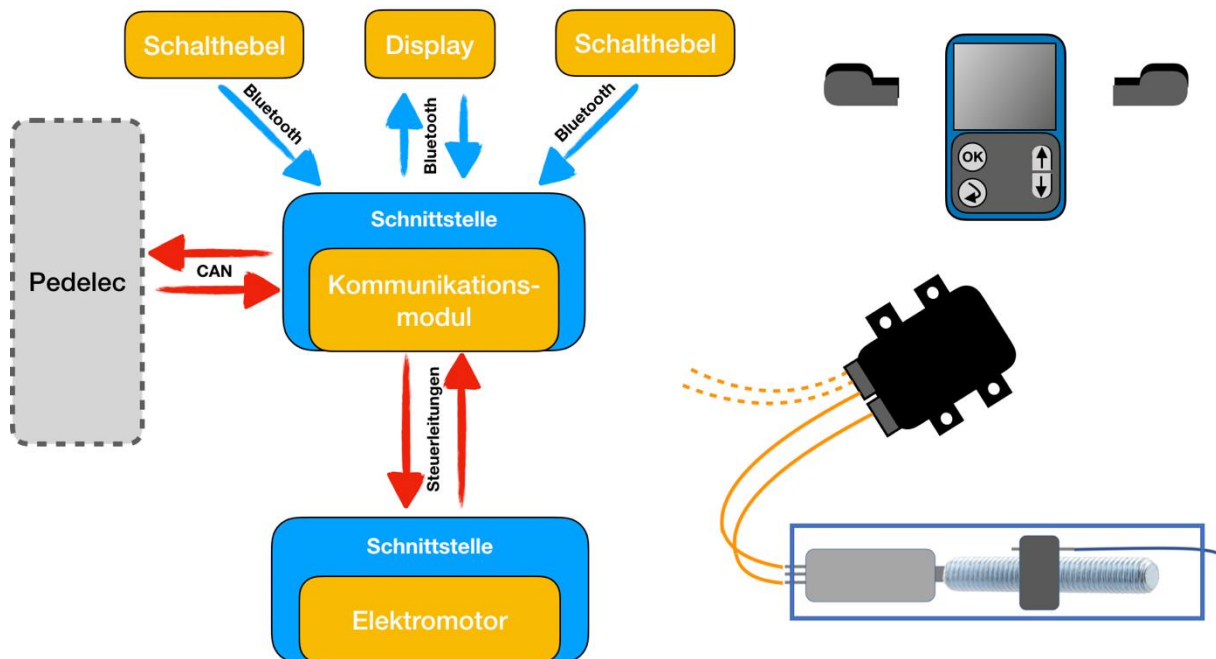 Schalthebel
Display
Schalthebel
Bluetooth
Bluetooth
Bluetooth
Schnittstelle
Kommunikations-
modul
Pedelec
CAN
Steuerleitungen
Schnittstelle
Elektromotor
OK